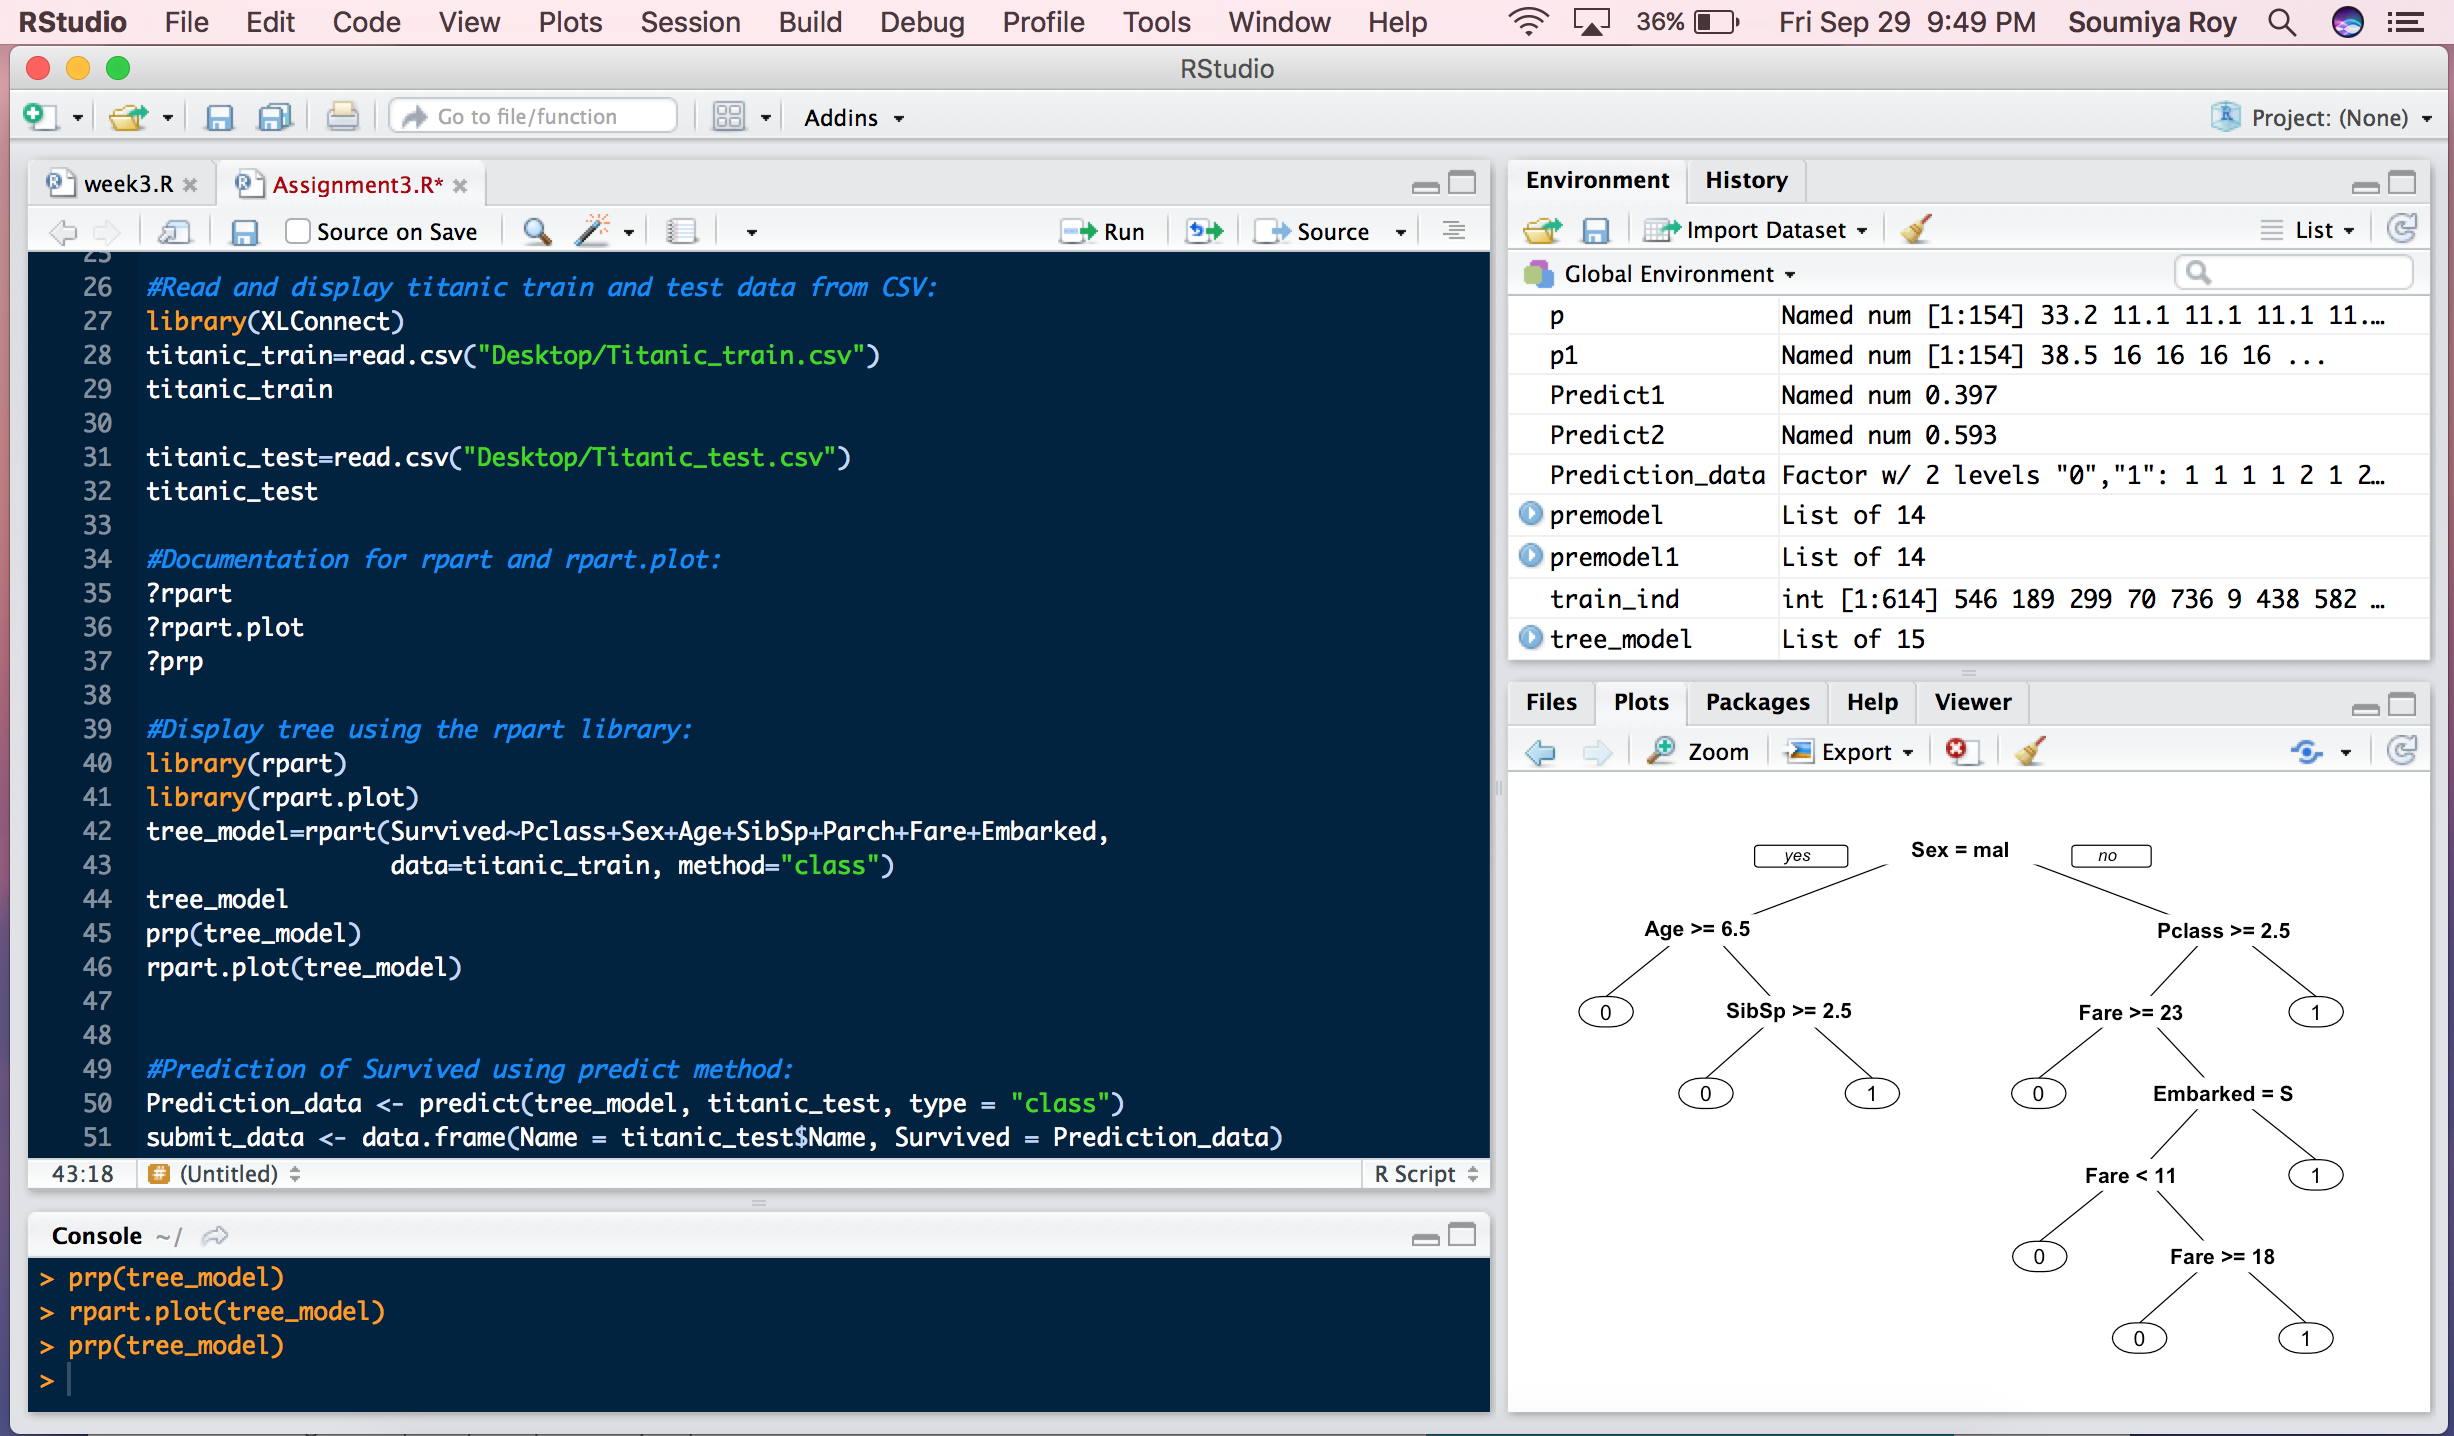 RStudio File Edit Code View Plots Session Build Debug Profile Tools Window Help 36% Fri Sep 29 9:49 PM Soumiya Roy
RStudio
Go to file/function Addins Project: (None)
week3.R Assignment3.R*
Source on Save Run Source
25
26 #Read and display titanic train and test data from CSV:
27 library(XLConnect)
28 titanic_train=read.csv("Desktop/Titanic_train.csv")
29 titanic_train
30
31 titanic_test=read.csv("Desktop/Titanic_test.csv")
32 titanic_test
33
34 #Documentation for rpart and rpart.plot:
35 ?rpart
36 ?rpart.plot
37 ?prp
38
39 #Display tree using the rpart library:
40 library(rpart)
41 library(rpart.plot)
42 tree_model=rpart(Survived~Pclass+Sex+Age+SibSp+Parch+Fare+Embarked,
43 data=titanic_train, method="class")
44 tree_model
45 prp(tree_model)
46 rpart.plot(tree_model)
47
48
49 #Prediction of Survived using predict method:
50 Prediction_data <- predict(tree_model, titanic_test, type = "class")
51 submit_data <- data.frame(Name = titanic_test$Name, Survived = Prediction_data)
43:18 # (Untitled) R Script
Console ~/
> prp(tree_model)
> rpart.plot(tree_model)
> prp(tree_model)
>
Environment History
Import Dataset List
Global Environment
p Named num [1:154] 33.2 11.1 11.1 11.1 11.…
p1 Named num [1:154] 38.5 16 16 16 16 ...
Predict1 Named num 0.397
Predict2 Named num 0.593
Prediction_data Factor w/ 2 levels "0","1": 1 1 1 1 2 1 2…
premodel List of 14
premodel1 List of 14
train_ind int [1:614] 546 189 299 70 736 9 438 582 …
tree_model List of 15
Files Plots Packages Help Viewer
Zoom Export
yes Sex = mal no
Age >= 6.5 Pclass >= 2.5
0 SibSp >= 2.5 Fare >= 23 1
0 1 0 Embarked = S
Fare < 11 1
0 Fare >= 18
0 1